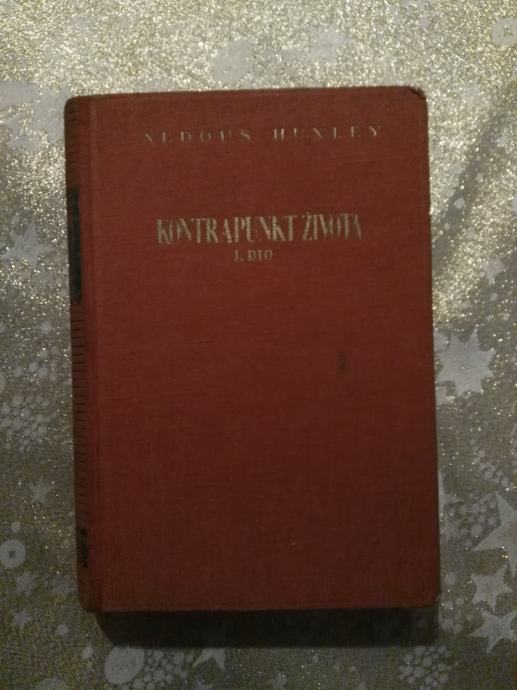 ALDOUS HUXLEY
KONTRAPUNKT ŽIVOTA
I. DIO